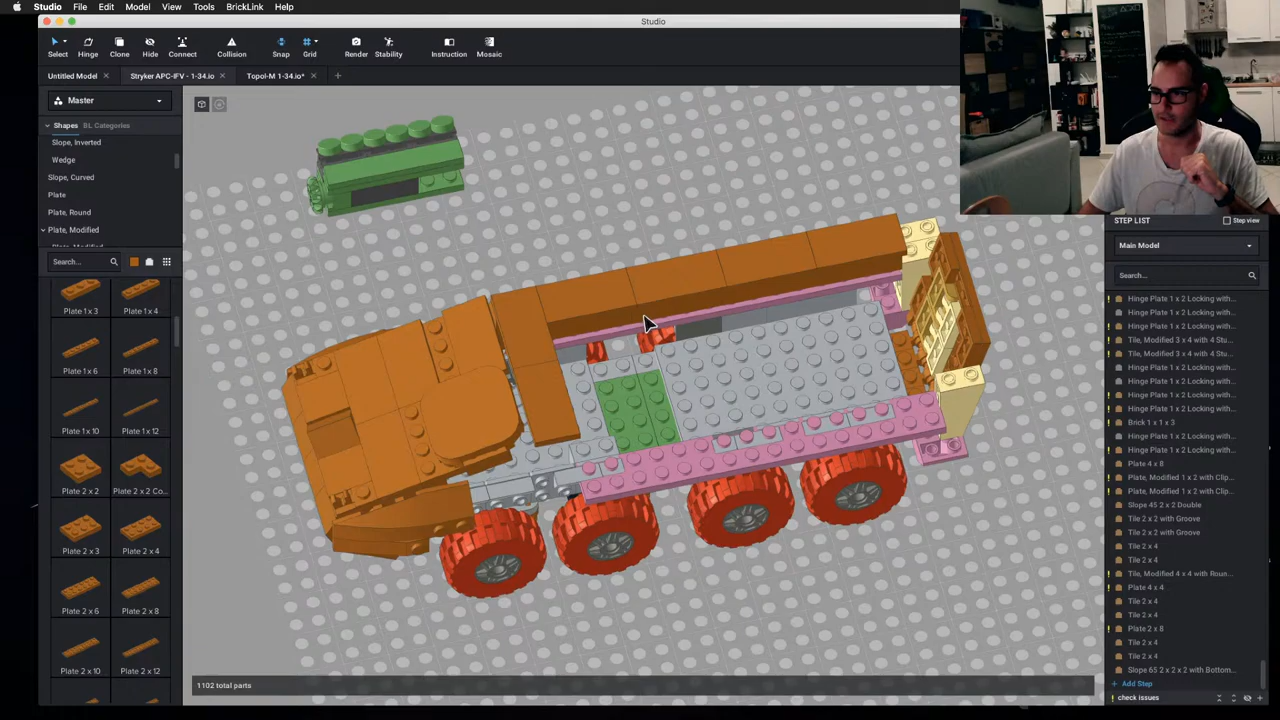 Studio File Edit Model View Tools BrickLink Help
Studio
Select Hinge Clone Hide Connect Collision Snap Grid Render Stability Instruction Mosaic
Untitled Model Stryker APC-IFV - 1-34.io Topol-M 1-34.io*
Master
Shapes BL Categories
Slope, Inverted
Wedge
Slope, Curved
Plate
Plate, Round
Plate, Modified
Search...
Plate 1 x 3 Plate 1 x 4
Plate 1 x 6 Plate 1 x 8
Plate 1 x 10 Plate 1 x 12
Plate 2 x 2 Plate 2 x 2 Co...
Plate 2 x 3 Plate 2 x 4
Plate 2 x 6 Plate 2 x 8
Plate 2 x 10 Plate 2 x 12
1102 total parts
STEP LIST Step view
Main Model
Search...
Hinge Plate 1 x 2 Locking with...
Hinge Plate 1 x 2 Locking with...
Hinge Plate 1 x 2 Locking with...
Tile, Modified 3 x 4 with 4 Stu...
Tile, Modified 3 x 4 with 4 Stu...
Hinge Plate 1 x 2 Locking with...
Hinge Plate 1 x 2 Locking with...
Hinge Plate 1 x 2 Locking with...
Hinge Plate 1 x 2 Locking with...
Brick 1 x 1 x 3
Hinge Plate 1 x 2 Locking with...
Hinge Plate 1 x 2 Locking with...
Plate 4 x 8
Plate, Modified 1 x 2 with Clip...
Plate, Modified 1 x 2 with Clip...
Slope 45 2 x 2 Double
Tile 2 x 2 with Groove
Tile 2 x 2 with Groove
Tile 2 x 4
Tile 2 x 4
Tile, Modified 4 x 4 with Roun...
Plate 4 x 4
Tile 2 x 4
Tile 2 x 4
Plate 2 x 8
Tile 2 x 4
Tile 2 x 4
Slope 65 2 x 2 x 2 with Bottom...
+ Add Step
check issues